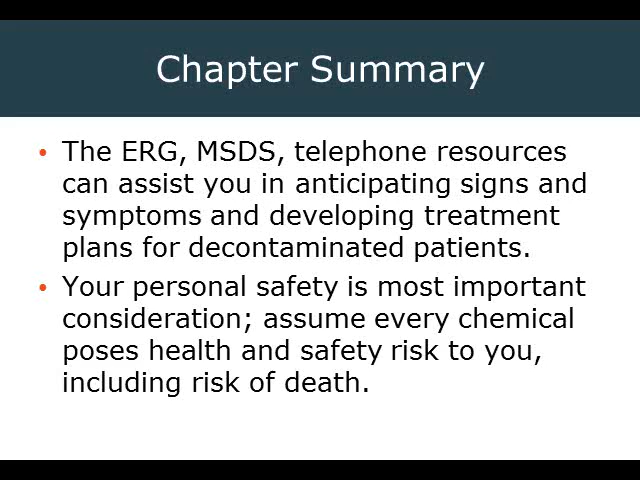 Chapter Summary
• The ERG, MSDS, telephone resources
can assist you in anticipating signs and
symptoms and developing treatment
plans for decontaminated patients.
• Your personal safety is most important
consideration; assume every chemical
poses health and safety risk to you,
including risk of death.